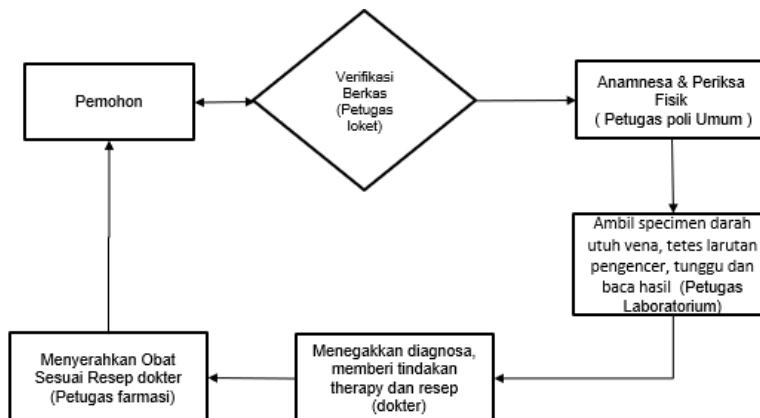 Pemohon
Verifikasi
Berkas
(Petugas
loket)
Anamnesa & Periksa
Fisik
( Petugas poli Umum )
Ambil specimen darah
utuh vena, tetes larutan
pengencer, tunggu dan
baca hasil (Petugas
Laboratorium)
Menegakkan diagnosa,
memberi tindakan
therapy dan resep
(dokter)
Menyerahkan Obat
Sesuai Resep dokter
(Petugas farmasi)